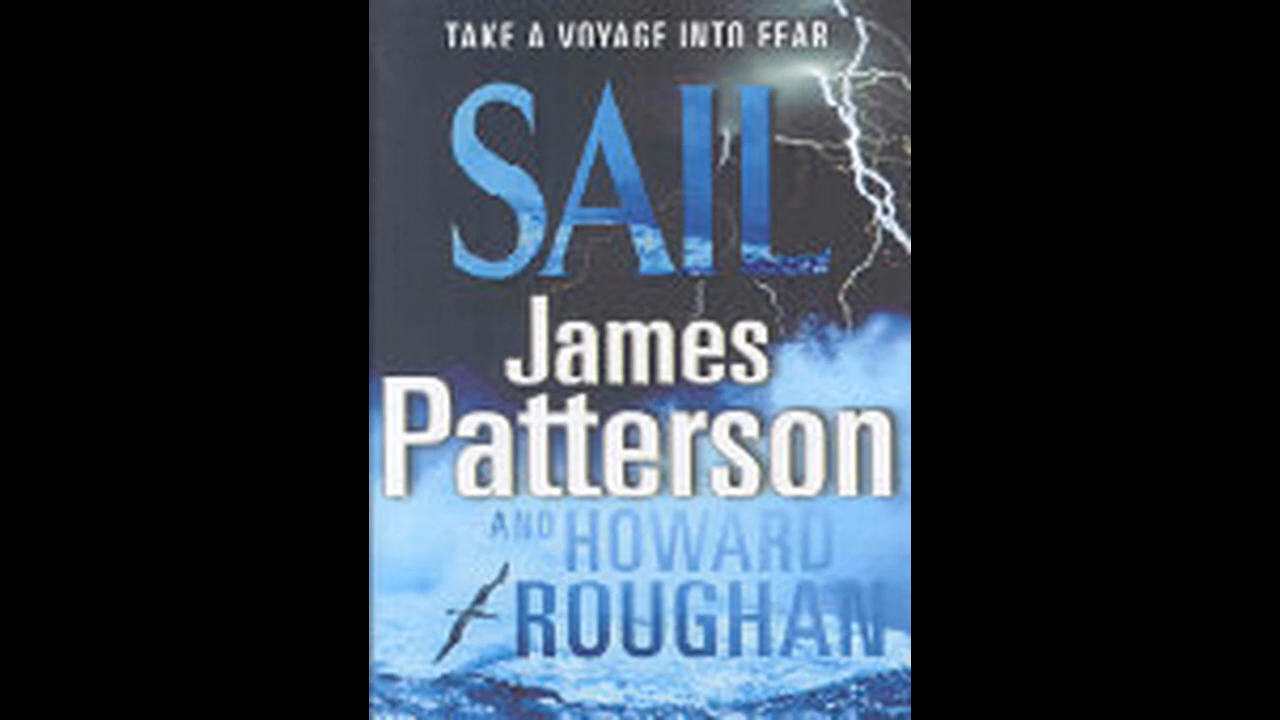 TAKE A VOYAGE INTO FEAR
SAIL
James
Patterson
AND HOWARD
ROUGHAN